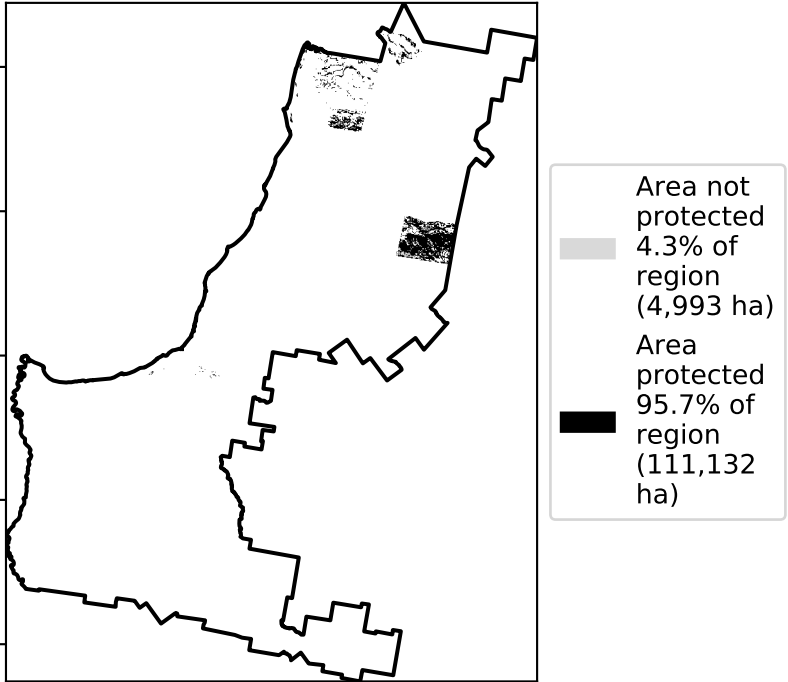 Area not
protected
4.3% of
region
(4,993 ha)
Area
protected
95.7% of
region
(111,132
ha)